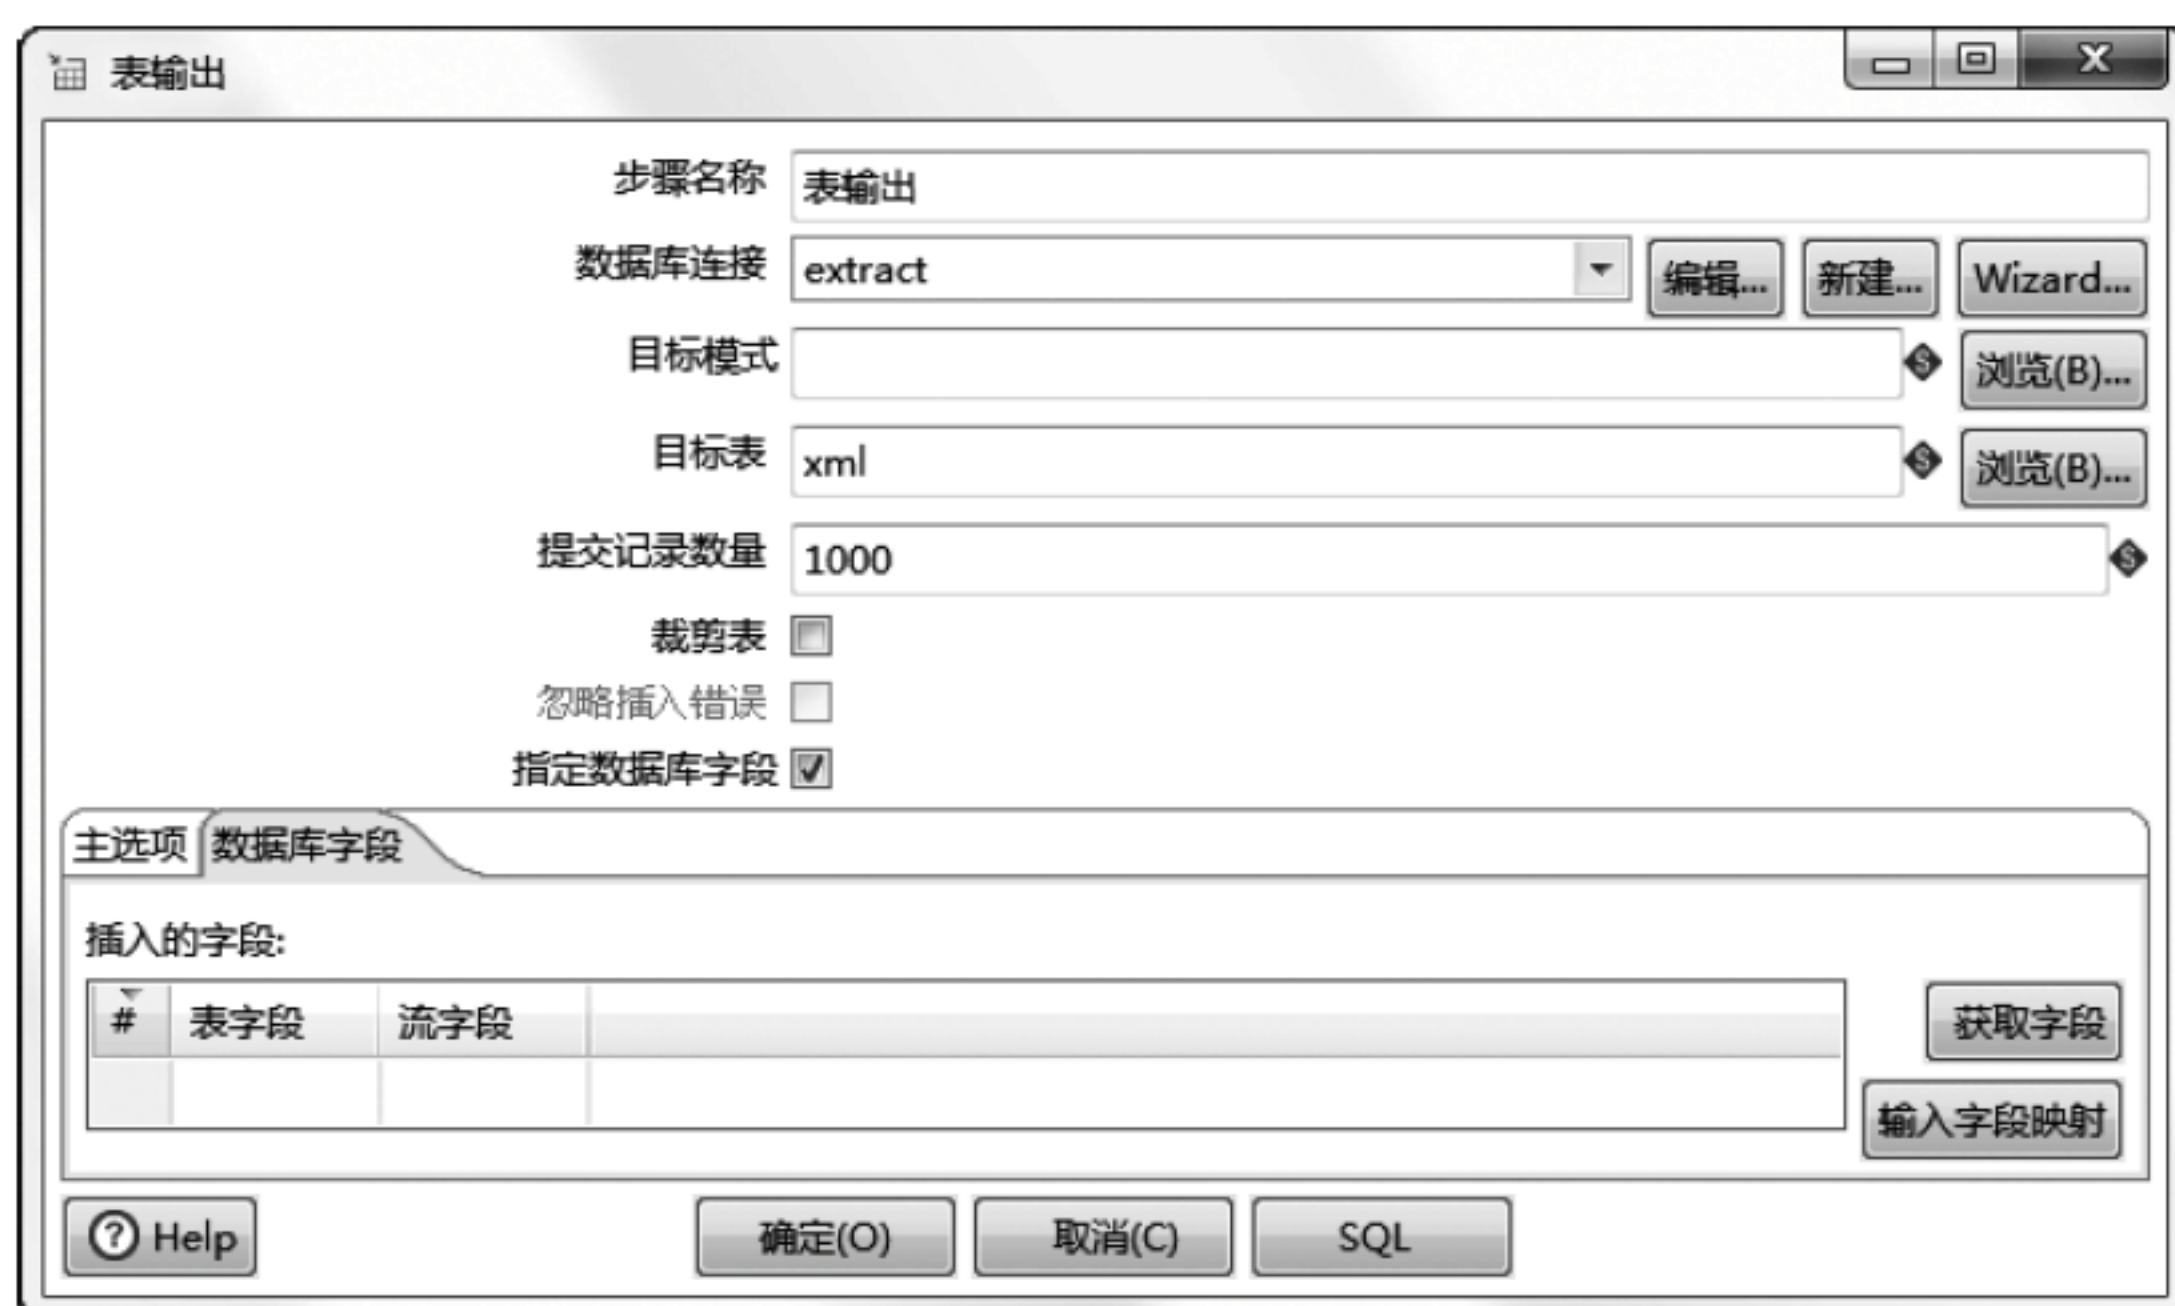 表输出
步骤名称 表输出
数据库连接 extract 编辑... 新建... Wizard...
目标模式 浏览(B)...
目标表 xml 浏览(B)...
提交记录数量 1000
裁剪表
忽略插入错误
指定数据库字段
主选项 数据库字段
插入的字段:
# 表字段 流字段 获取字段
输入字段映射
Help 确定(O) 取消(C) SQL